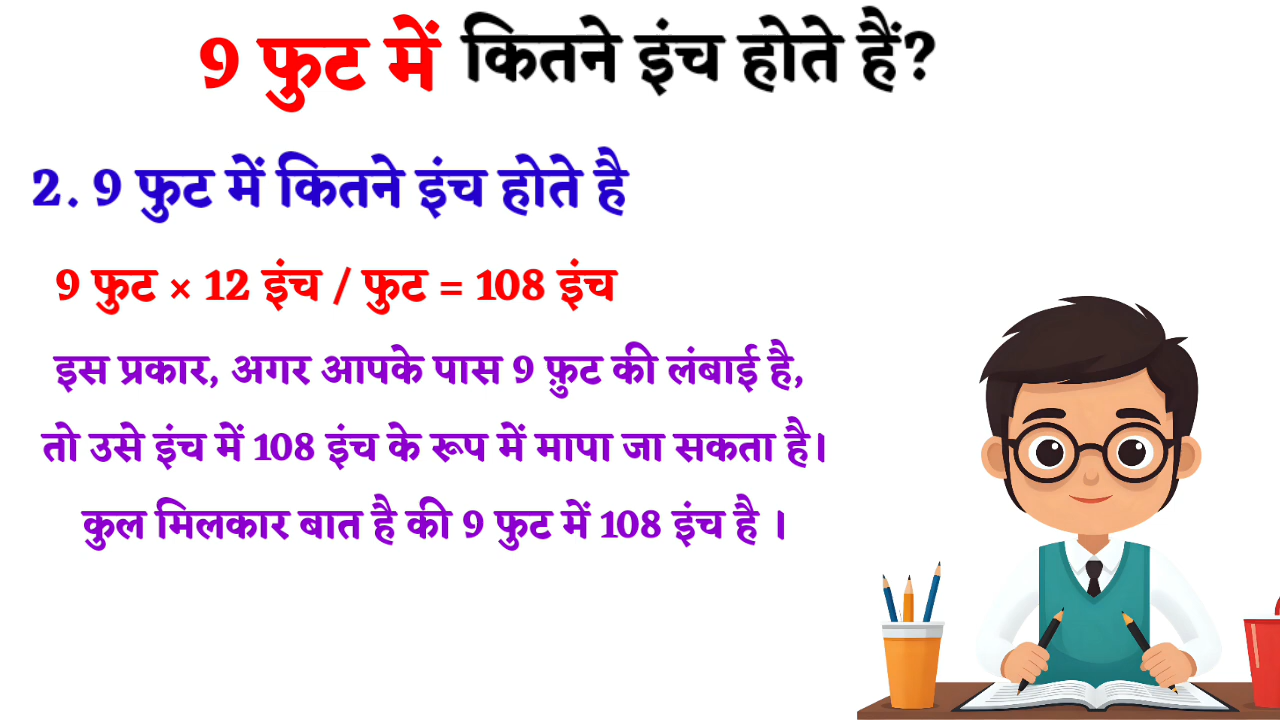 9 फुट में कितने इंच होते हैं?
2. 9 फुट में कितने इंच होते है
9 फुट × 12 इंच / फुट = 108 इंच
इस प्रकार, अगर आपके पास 9 फ़ुट की लंबाई है,
तो उसे इंच में 108 इंच के रूप में मापा जा सकता है।
कुल मिलकार बात है की 9 फुट में 108 इंच है ।